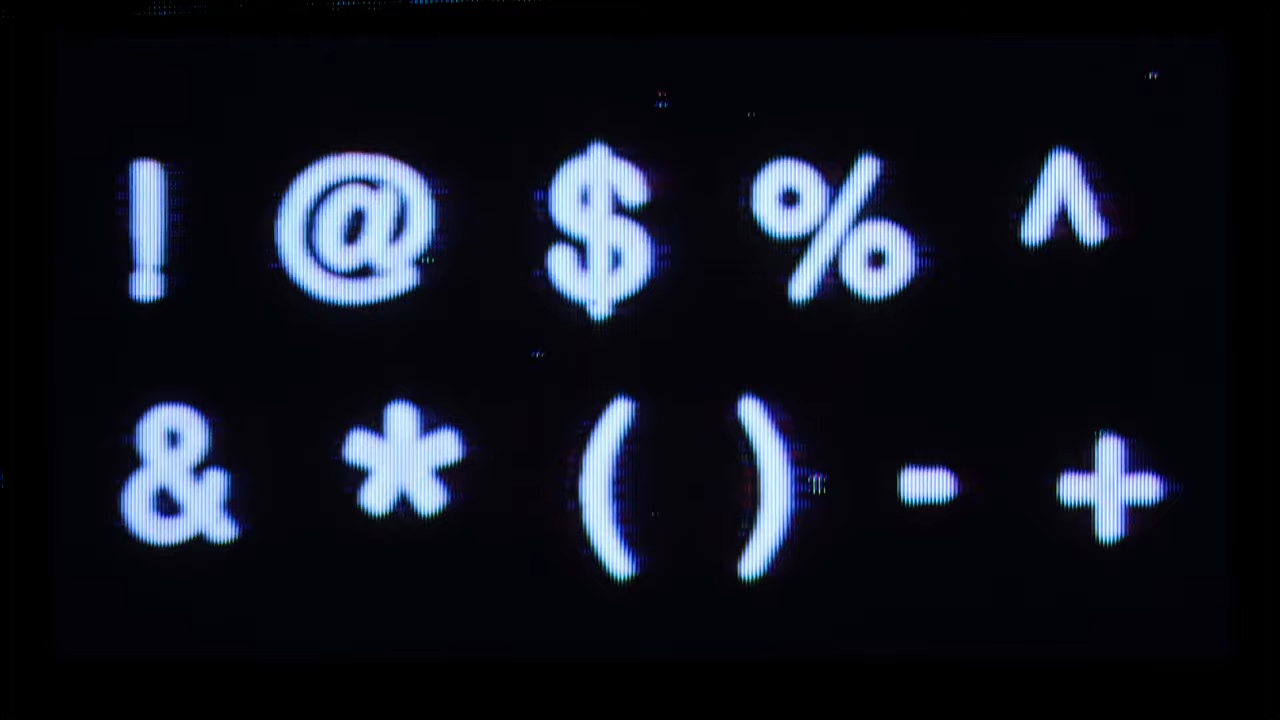 ! @ $ % ^
& * ( ) - +